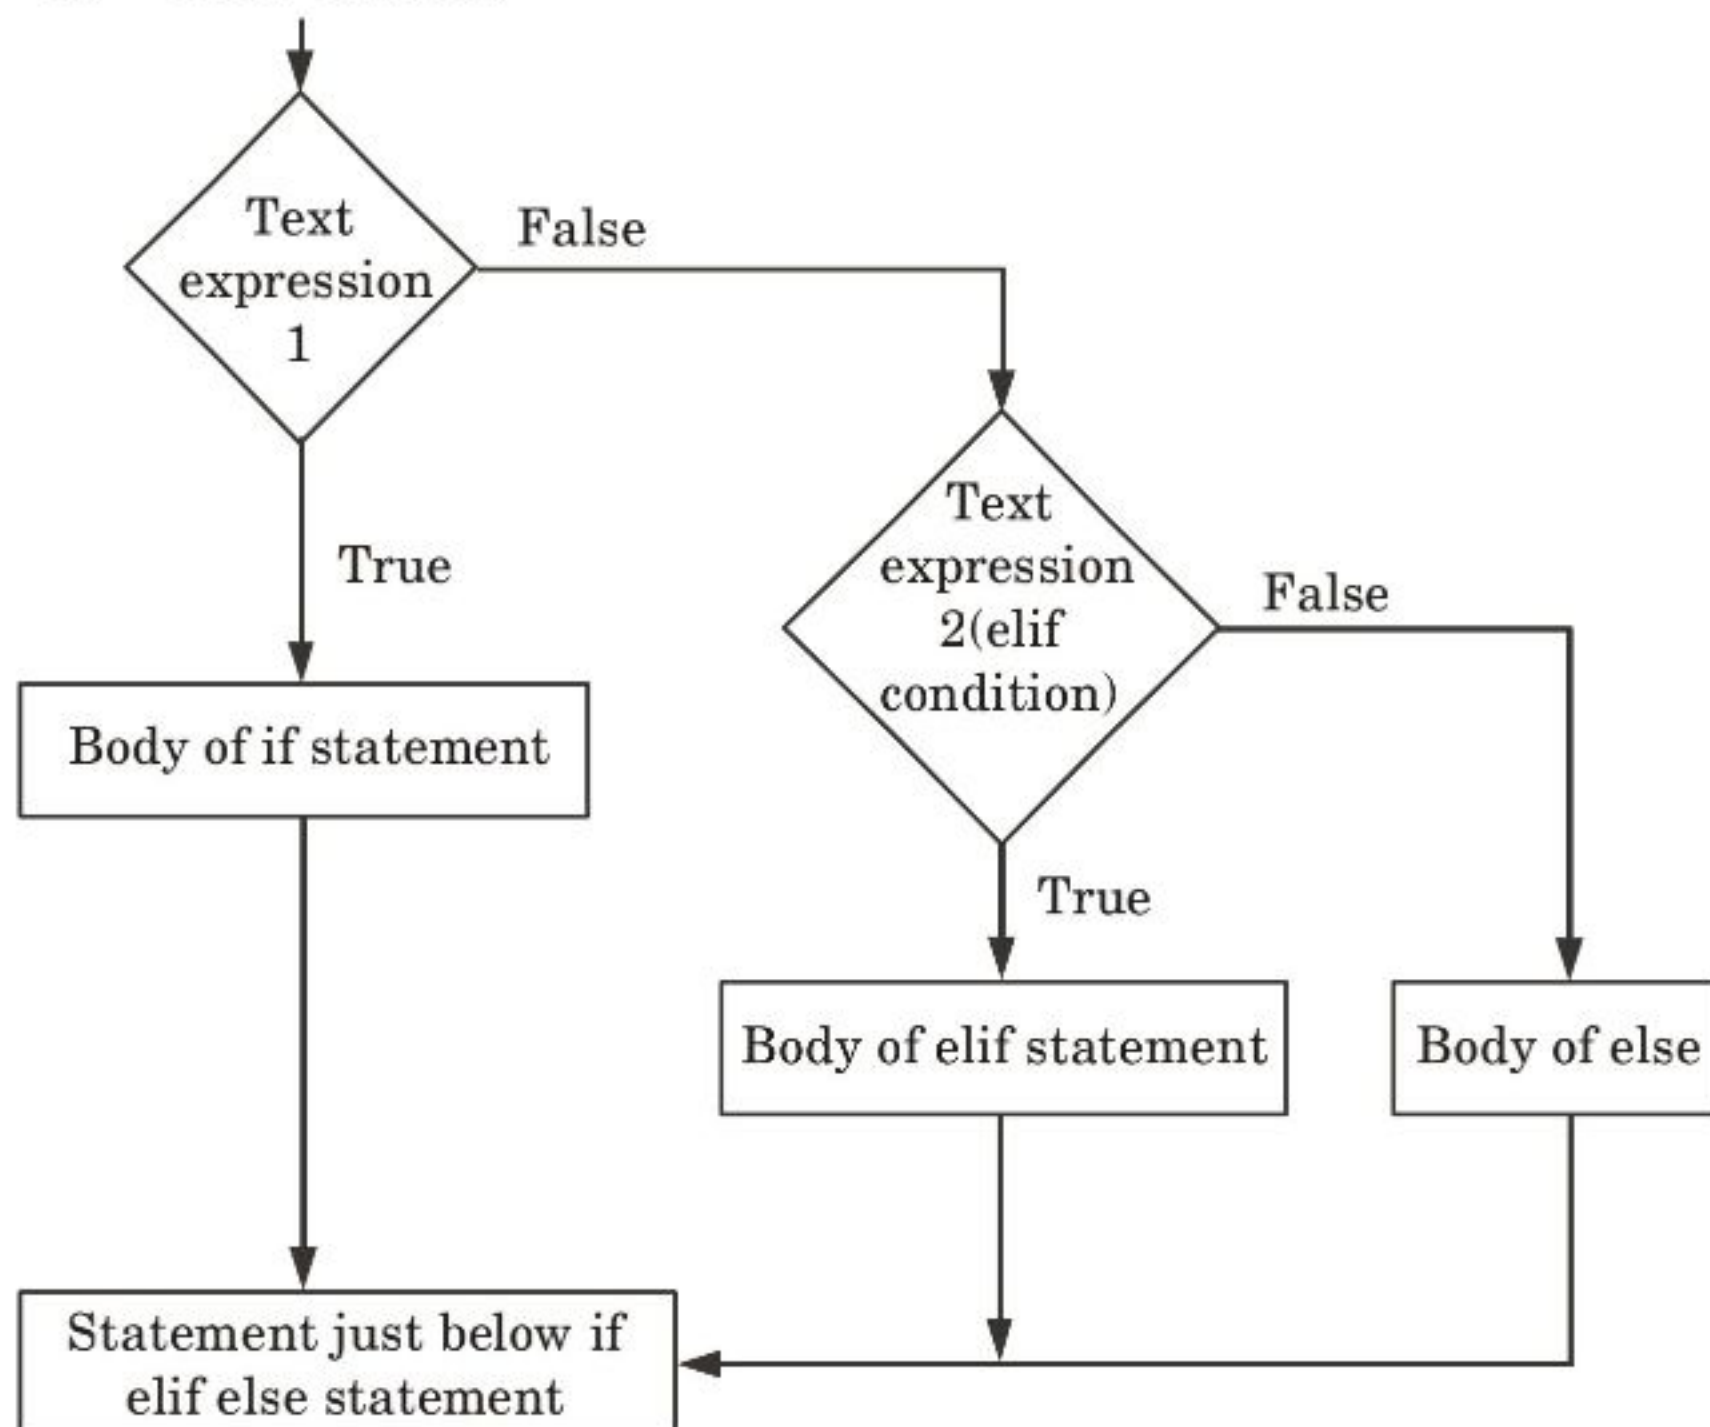 Text
expression
1
False
True
Text
expression
2(elif
condition)
False
True
Body of if statement
Body of elif statement
Body of else
Statement just below if
elif else statement